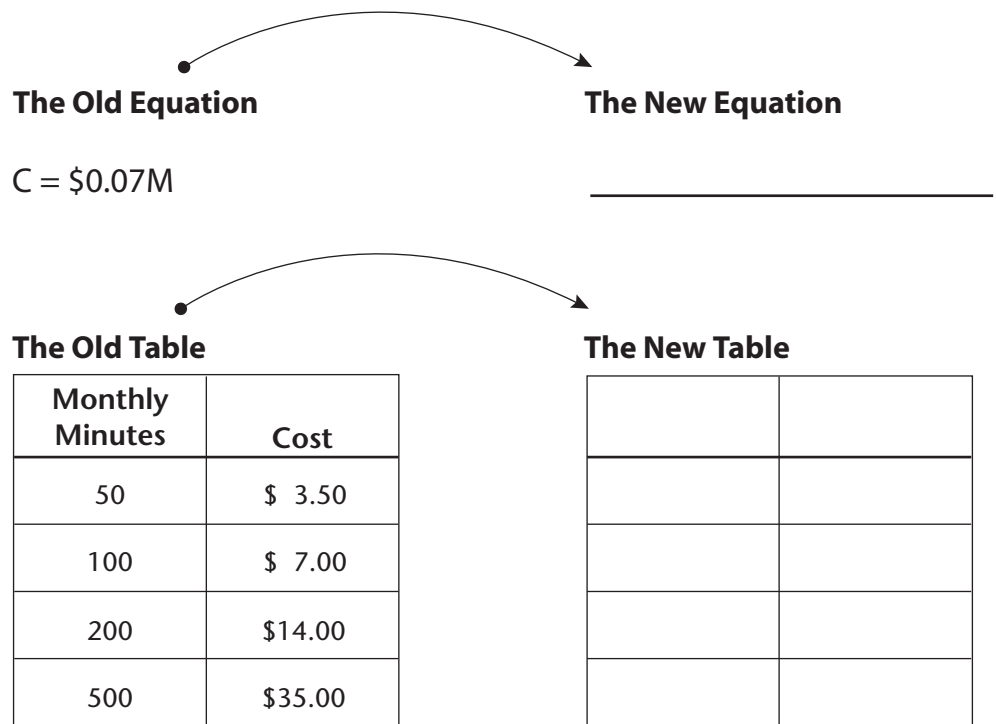 The Old Equation The New Equation
C = $0.07M
The Old Table The New Table
Monthly
Minutes Cost
50 $ 3.50
100 $ 7.00
200 $14.00
500 $35.00